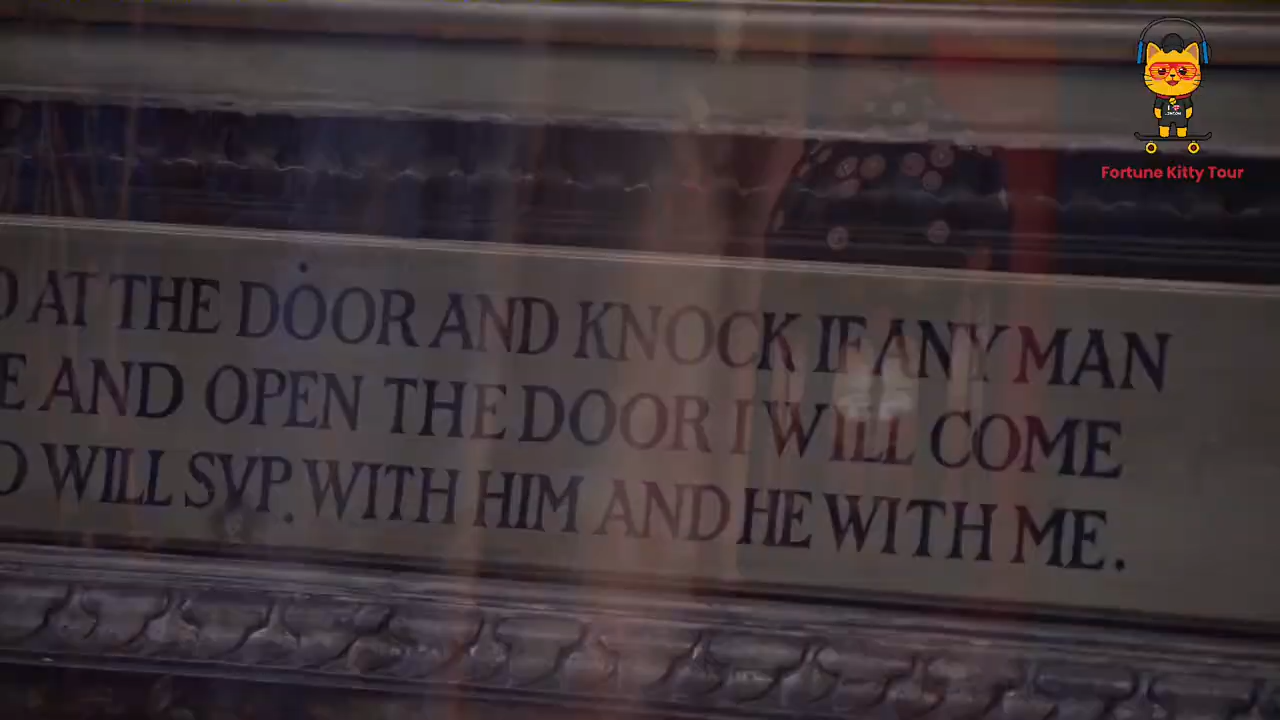 AT THE DOOR AND KNOCK IF ANY MAN
AND OPEN THE DOOR I WILL COME
WILL SVP. WITH HIM AND HE WITH ME.
Fortune Kitty Tour